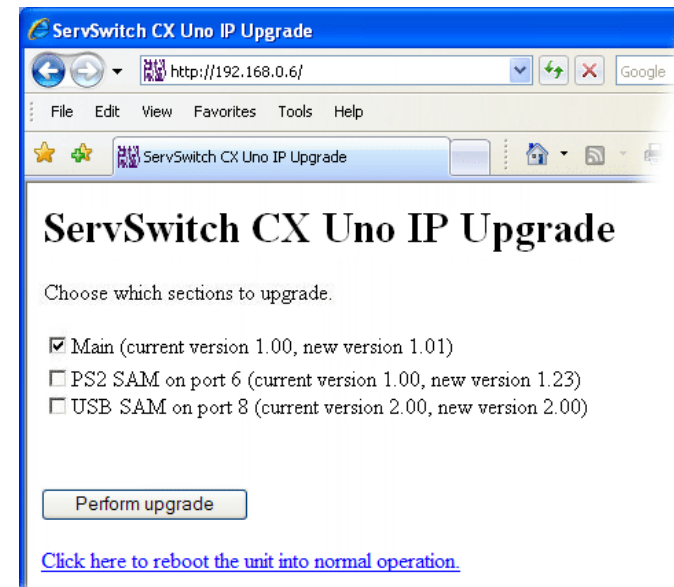 ServSwitch CX Uno IP Upgrade
http://192.168.0.6/
Google
File Edit View Favorites Tools Help
ServSwitch CX Uno IP Upgrade
ServSwitch CX Uno IP Upgrade
Choose which sections to upgrade.
Main (current version 1.00, new version 1.01)
PS2 SAM on port 6 (current version 1.00, new version 1.23)
USB SAM on port 8 (current version 2.00, new version 2.00)
Perform upgrade
Click here to reboot the unit into normal operation.